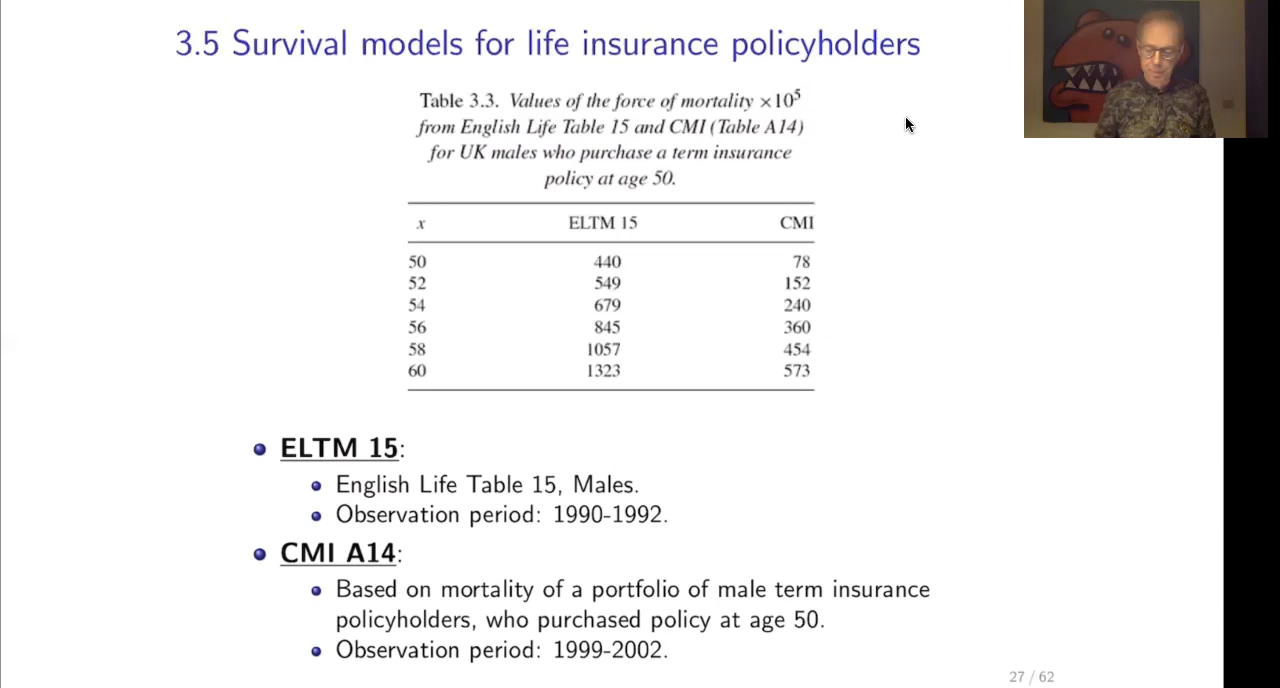 3.5 Survival models for life insurance policyholders
Table 3.3. Values of the force of mortality ×10⁵
from English Life Table 15 and CMI (Table A14)
for UK males who purchase a term insurance
policy at age 50.
x ELTM 15 CMI
50 440 78
52 549 152
54 679 240
56 845 360
58 1057 454
60 1323 573
ELTM 15:
English Life Table 15, Males.
Observation period: 1990-1992.
CMI A14:
Based on mortality of a portfolio of male term insurance
policyholders, who purchased policy at age 50.
Observation period: 1999-2002.
27 / 62